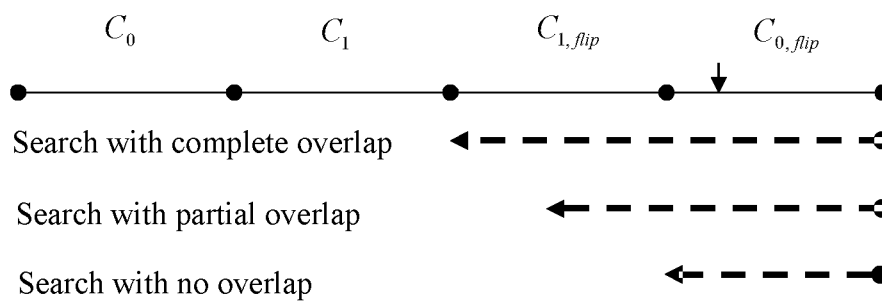 C0 C1 C1, flip C0, flip
Search with complete overlap
Search with partial overlap
Search with no overlap